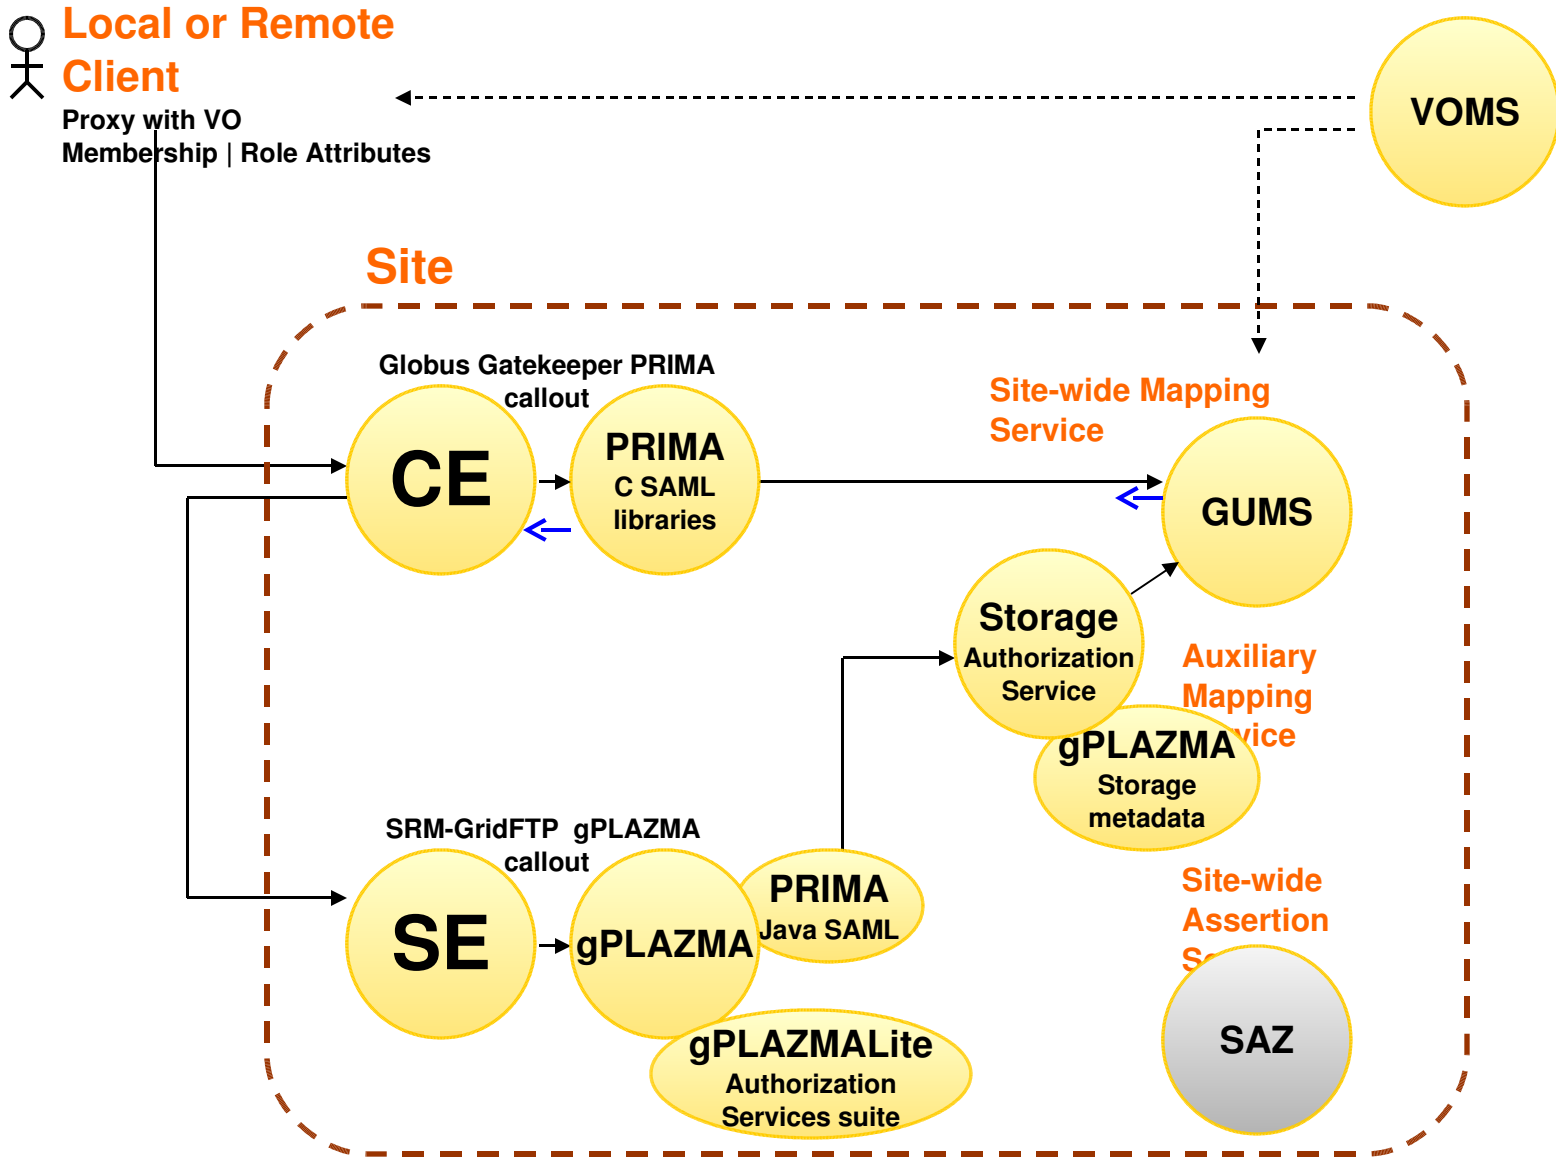 Local or Remote
Client
Proxy with VO
Membership | Role Attributes
VOMS
Site
Globus Gatekeeper PRIMA
callout
CE
PRIMA
C SAML
libraries
Site-wide Mapping
Service
GUMS
Storage
Authorization
Service
Auxiliary
Mapping
gPLAZMA
Storage
metadata
SRM-GridFTP gPLAZMA
callout
SE
gPLAZMA
PRIMA
Java SAML
gPLAZMALite
Authorization
Services suite
Site-wide
Assertion
SAZ